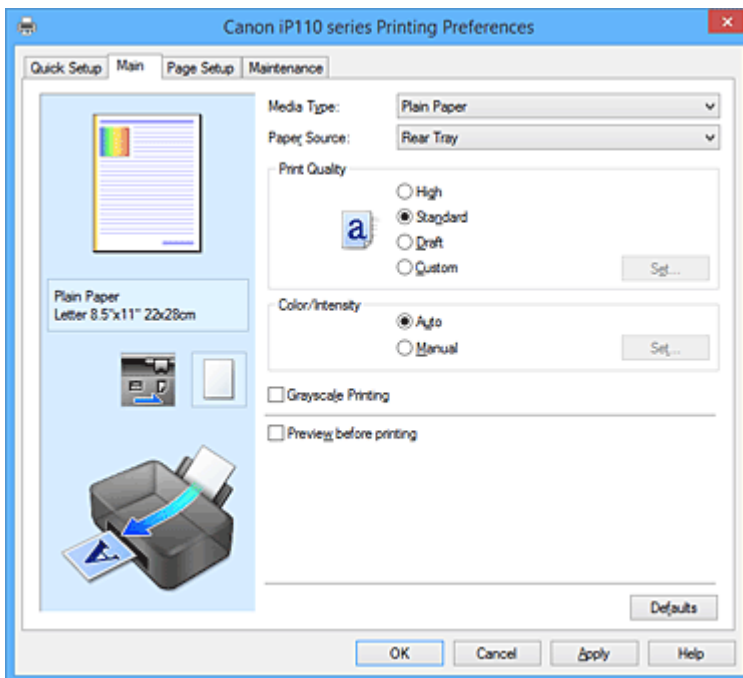 Canon iP110 series Printing Preferences
Quick Setup Main Page Setup Maintenance
Media Type: Plain Paper
Paper Source: Rear Tray
Print Quality
High
Standard
Draft
Custom
Set...
Plain Paper
Letter 8.5"x11" 22x28cm
Color/Intensity
Auto
Manual
Set...
Grayscale Printing
Preview before printing
Defaults
OK Cancel Apply Help
a
A